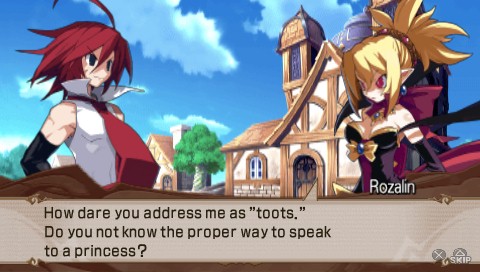 Rozalin
How dare you address me as "toots."
Do you not know the proper way to speak
to a princess?
SKIP